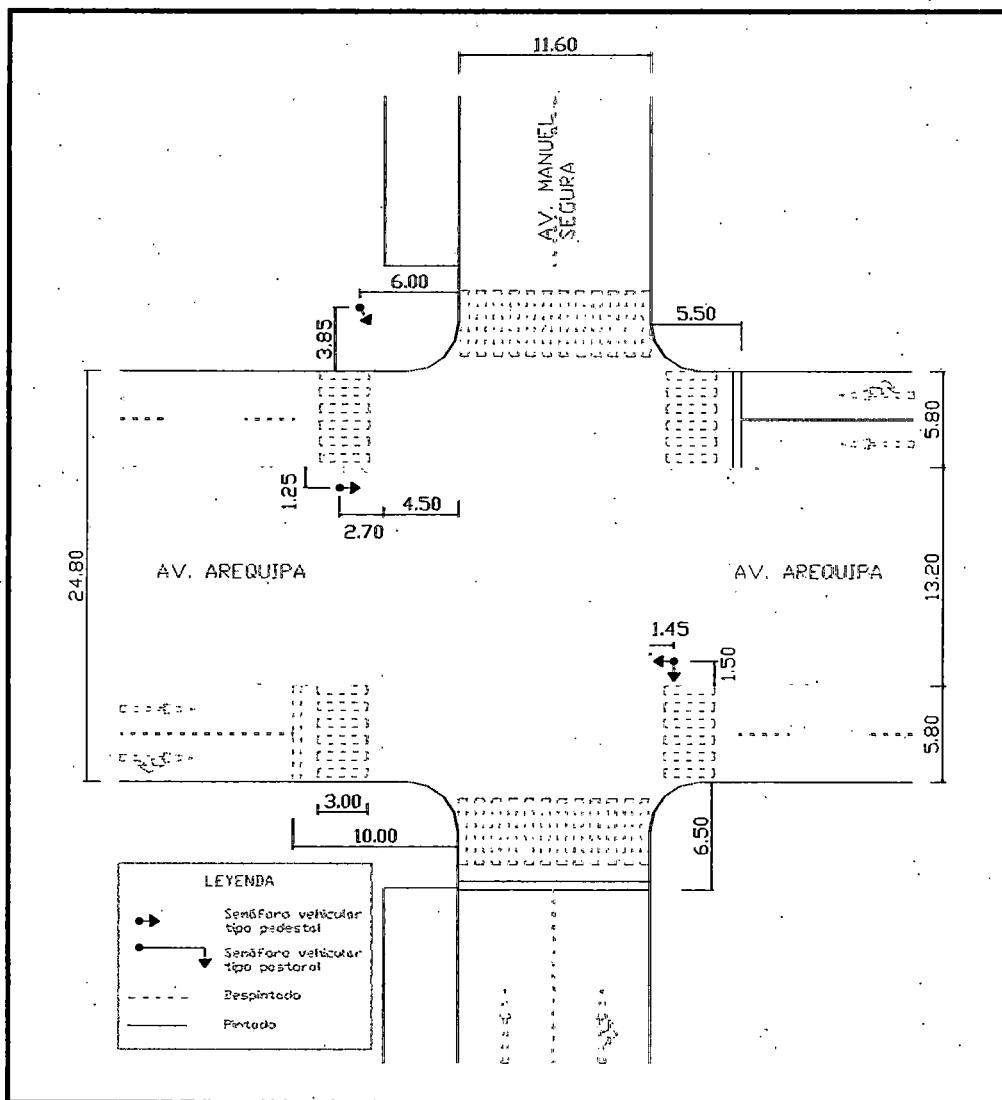 11.60
AV. MANUEL
SEGURA
6.00
3.85
5.50
5.80
1.25
4.50
2.70
24.80
AV. AREQUIPA
AV. AREQUIPA
13.20
1.45
1.50
5.80
3.00
10.00
6.50
LEYENDA
Semáforo vehicular
tipo pedestal
Semáforo vehicular
tipo pastoral
Despintado
Pintado